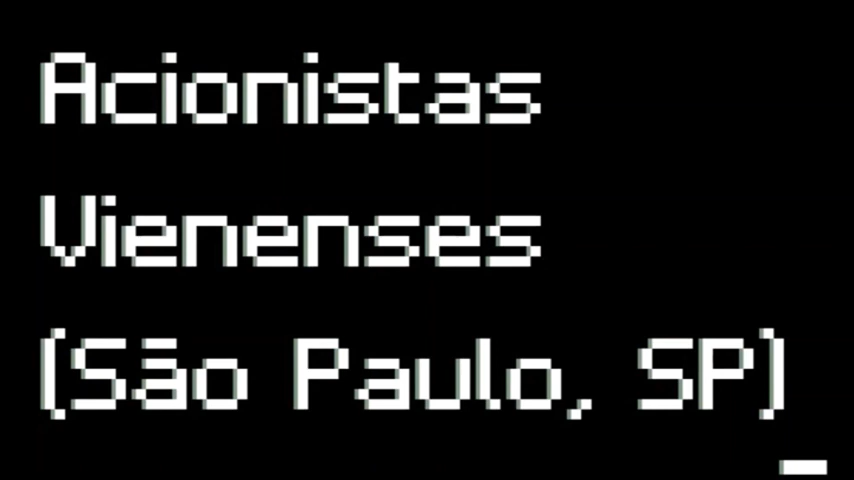 Acionistas
Vienenses
(São Paulo, SP)
_